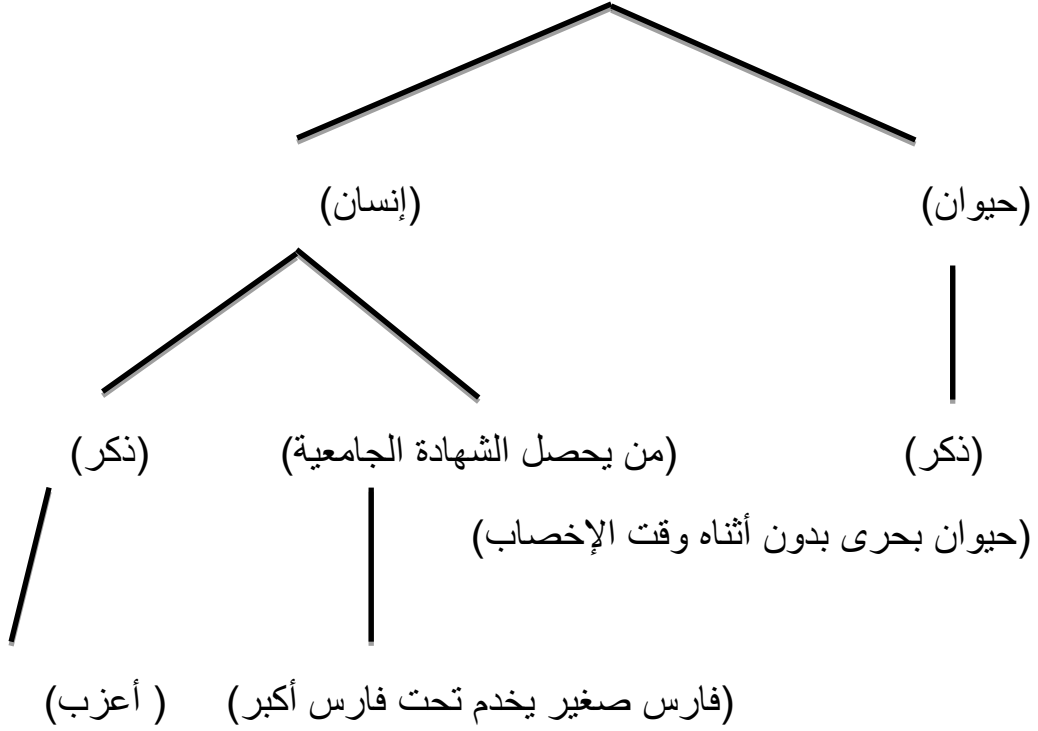 (حيوان) (إنسان)
(ذكر) (من يحصل الشهادة الجامعية) (ذكر)
(حيوان بحرى بدون أثناه وقت الإخصاب)
(فارس صغير يخدم تحت فارس أكبر) ( أعزب)